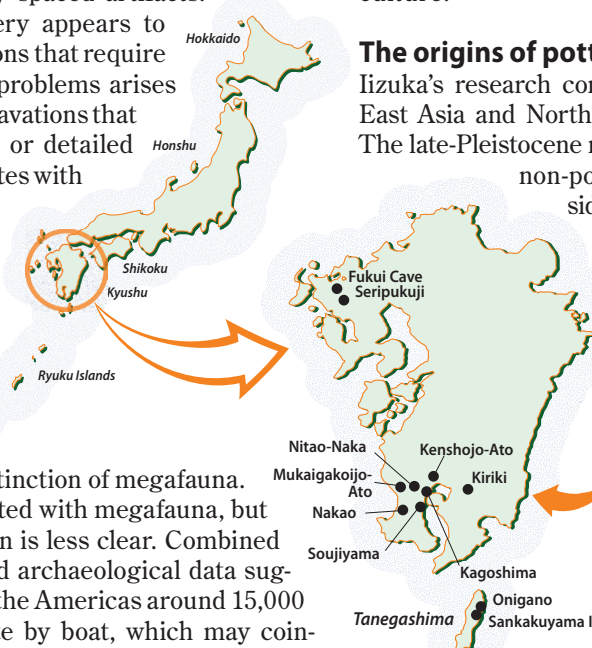 ery appears to
ons that require
problems arises
avations that
or detailed
tes with
Hokkaido
Honshu
Shikoku
Kyushu
Ryuku Islands
tinction of megafauna.
ted with megafauna, but
n is less clear. Combined
d archaeological data sug-
the Americas around 15,000
te by boat, which may coin-
The origins of pott
Iizuka's research con
East Asia and North
The late-Pleistocene r
non-po
sid
Fukui Cave
Seripukuji
Nitao-Naka
Kenshojo-Ato
Mukaigakoijo-
Ato
Kiriki
Nakao
Soujiyama
Kagoshima
Onigano
Tanegashima
Sankakuyama I